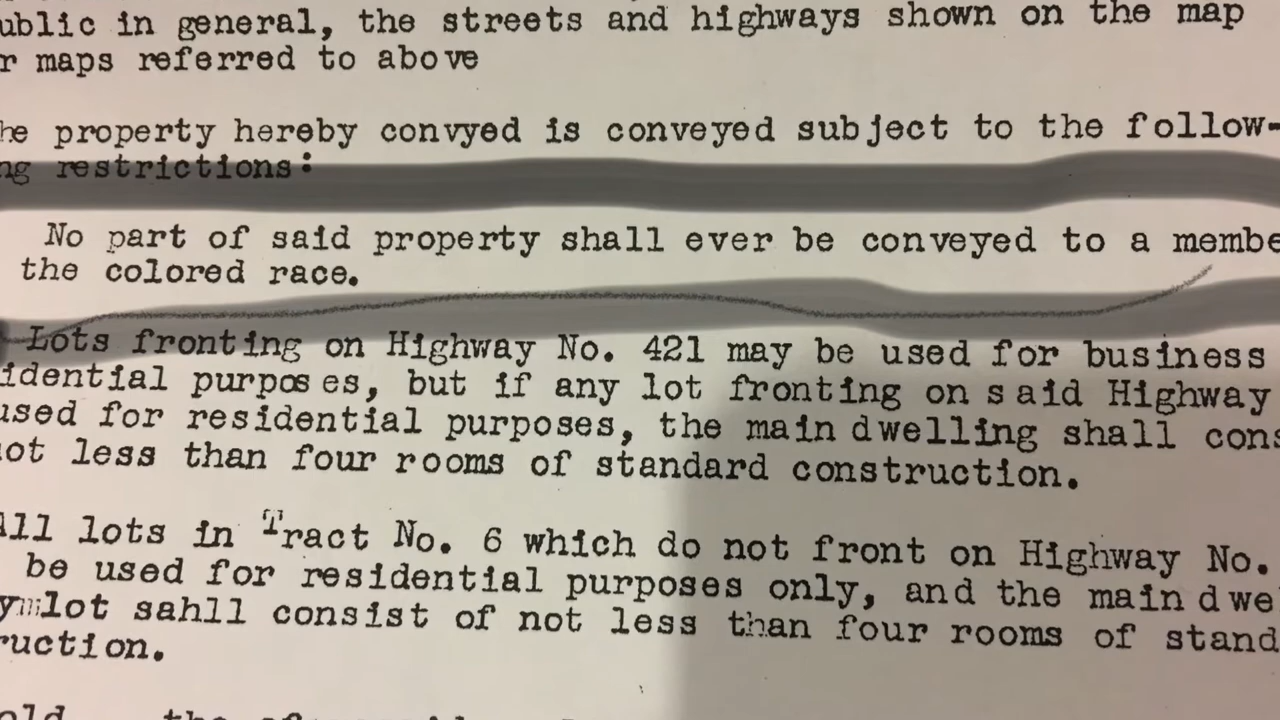 ublic in general, the streets and highways shown on the map
r maps referred to above
he property hereby convyed is conveyed subject to the follow-
ng restrictions:
No part of said property shall ever be conveyed to a membe
the colored race.
Lots fronting on Highway No. 421 may be used for business
idential purposes, but if any lot fronting on said Highway
used for residential purposes, the main dwelling shall cons
ot less than four rooms of standard construction.
All lots in Tract No. 6 which do not front on Highway No.
be used for residential purposes only, and the main dwe
y lot sahll consist of not less than four rooms of stand
ruction.